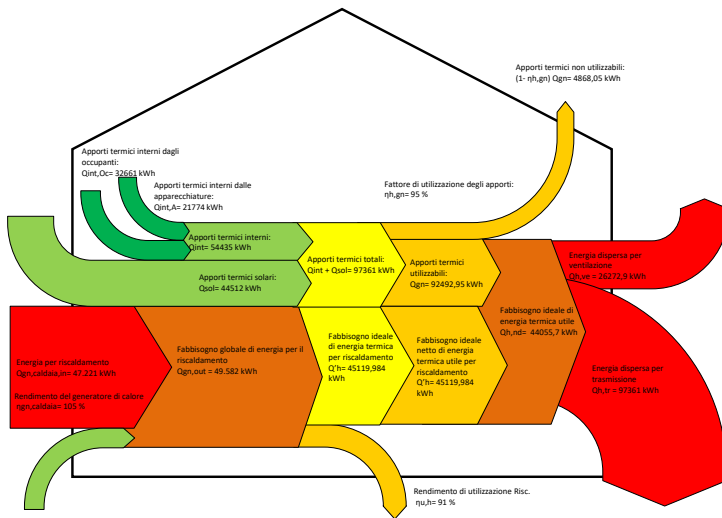 Apporti termici non utilizzabili:
(1- ηh,gn) Qgn= 4868,05 kWh
Apporti termici interni dagli
occupanti:
Qint,Oc= 32661 kWh
Apporti termici interni dalle
apparecchiature:
Qint,A= 21774 kWh
Fattore di utilizzazione degli apporti:
ηh,gn= 95 %
Apporti termici interni:
Qint= 54435 kWh
Apporti termici solari:
Qsol= 44512 kWh
Apporti termici totali:
Qint + Qsol= 97361 kWh
Apporti termici
utilizzabili:
Qgn= 92492,95 kWh
Energia dispersa per
ventilazione
Qh,ve= 26272,9 kWh
Energia per riscaldamento
Qgn,caldaia,in= 47.221 kWh
Rendimento del generatore di calore
ηgn,caldaia= 105 %
Fabbisogno globale di energia per il
riscaldamento
Qgn,out = 49.582 kWh
Fabbisogno ideale
di energia termica
per riscaldamento
Q'h= 45119,984
kWh
Fabbisogno ideale
netto di energia
termica utile per
riscaldamento
Q'h= 45119,984
kWh
Fabbisogno ideale di
energia termica utile
Qh,nd= 44055,7 kWh
Energia dispersa per
trasmissione
Qh,tr= 97361 kWh
Rendimento di utilizzazione Risc.
ηu,h= 91 %